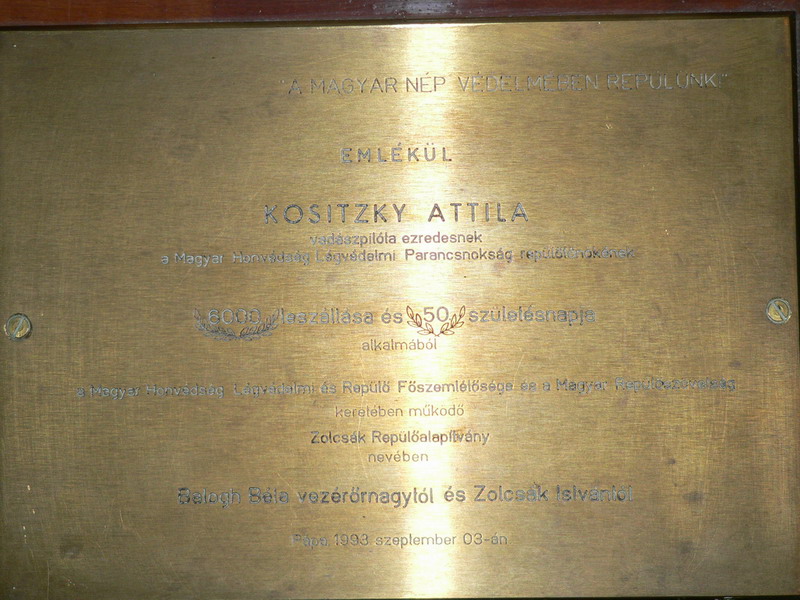 "A MAGYAR NÉP VÉDELMÉBEN REPÜLÜNK"
EMLÉKÜL
KOSITZKY ATTILA
vadászpilóta ezredesnek
a Magyar Honvédség Légvédelmi Parancsnokság repülőfőnökének
6000 leszállása és 50 születésnapja
alkalmából
a Magyar Honvédség Légvédelmi és Repülő Főszemlélősége és a Magyar Repülőszövetség
keretében működő
Zolcsák Repülőalapítvány
nevében
Balogh Béla vezérőrnagytól és Zolcsák Istvántól
Pápa 1993 szeptember 03-án